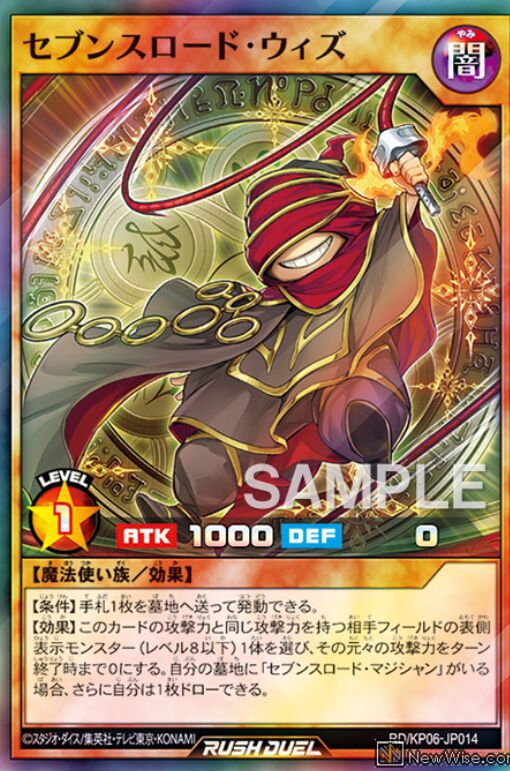 セブンスロード・ウィズ
やみ
闇
SAMPLE
LEVEL
1
ATK 1000 DEF 0
【魔法使い族／効果】
【条件】手札1枚を墓地へ送って発動できる。
【効果】このカードの攻撃力と同じ攻撃力を持つ相手フィールドの表側
表示モンスター(レベル8以下)1体を選び、その元々の攻撃力をターン
終了時まで0にする。自分の墓地に「セブンスロード・マジシャン」がいる
場合、さらに自分は1枚ドローできる。
©スタジオ・ダイス/集英社・テレビ東京・KONAMI
RUSH DUEL
RD/KP06-JP014
NewWise.com